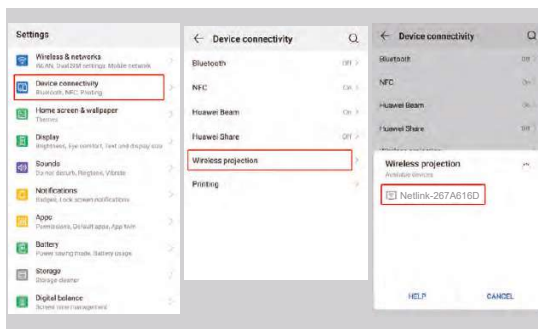 Settings
Wireless & networks
WLAN, Dual SIM settings, Mobile network
Device connectivity
Bluetooth, NFC, Printing
Home screen & wallpaper
Themes
Display
Brightness, Eye comfort, Text and display size
Sounds
Do not disturb, Ringtone, Vibrate
Notifications
Badges, Lock screen notifications
Apps
Permissions, Default apps, App twin
Battery
Power saving mode, Battery usage
Storage
Storage cleaner
Digital balance
Screen time management
Device connectivity
Bluetooth Off
NFC On
Huawei Beam On
Huawei Share Off
Wireless projection
Printing
Device connectivity
Bluetooth Off
NFC On
Huawei Beam On
Huawei Share Off
Wireless projection
Wireless projection
Available devices
Netlink-267A616D
HELP CANCEL